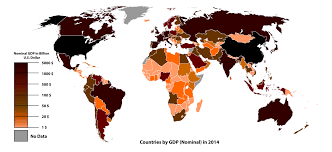 Nominal GDP in Billion
U.S. Dollar
5000 $
1000 $
500 $
250 $
100 $
50 $
20 $
1 $
No Data
Countries by GDP (Nominal) in 2014